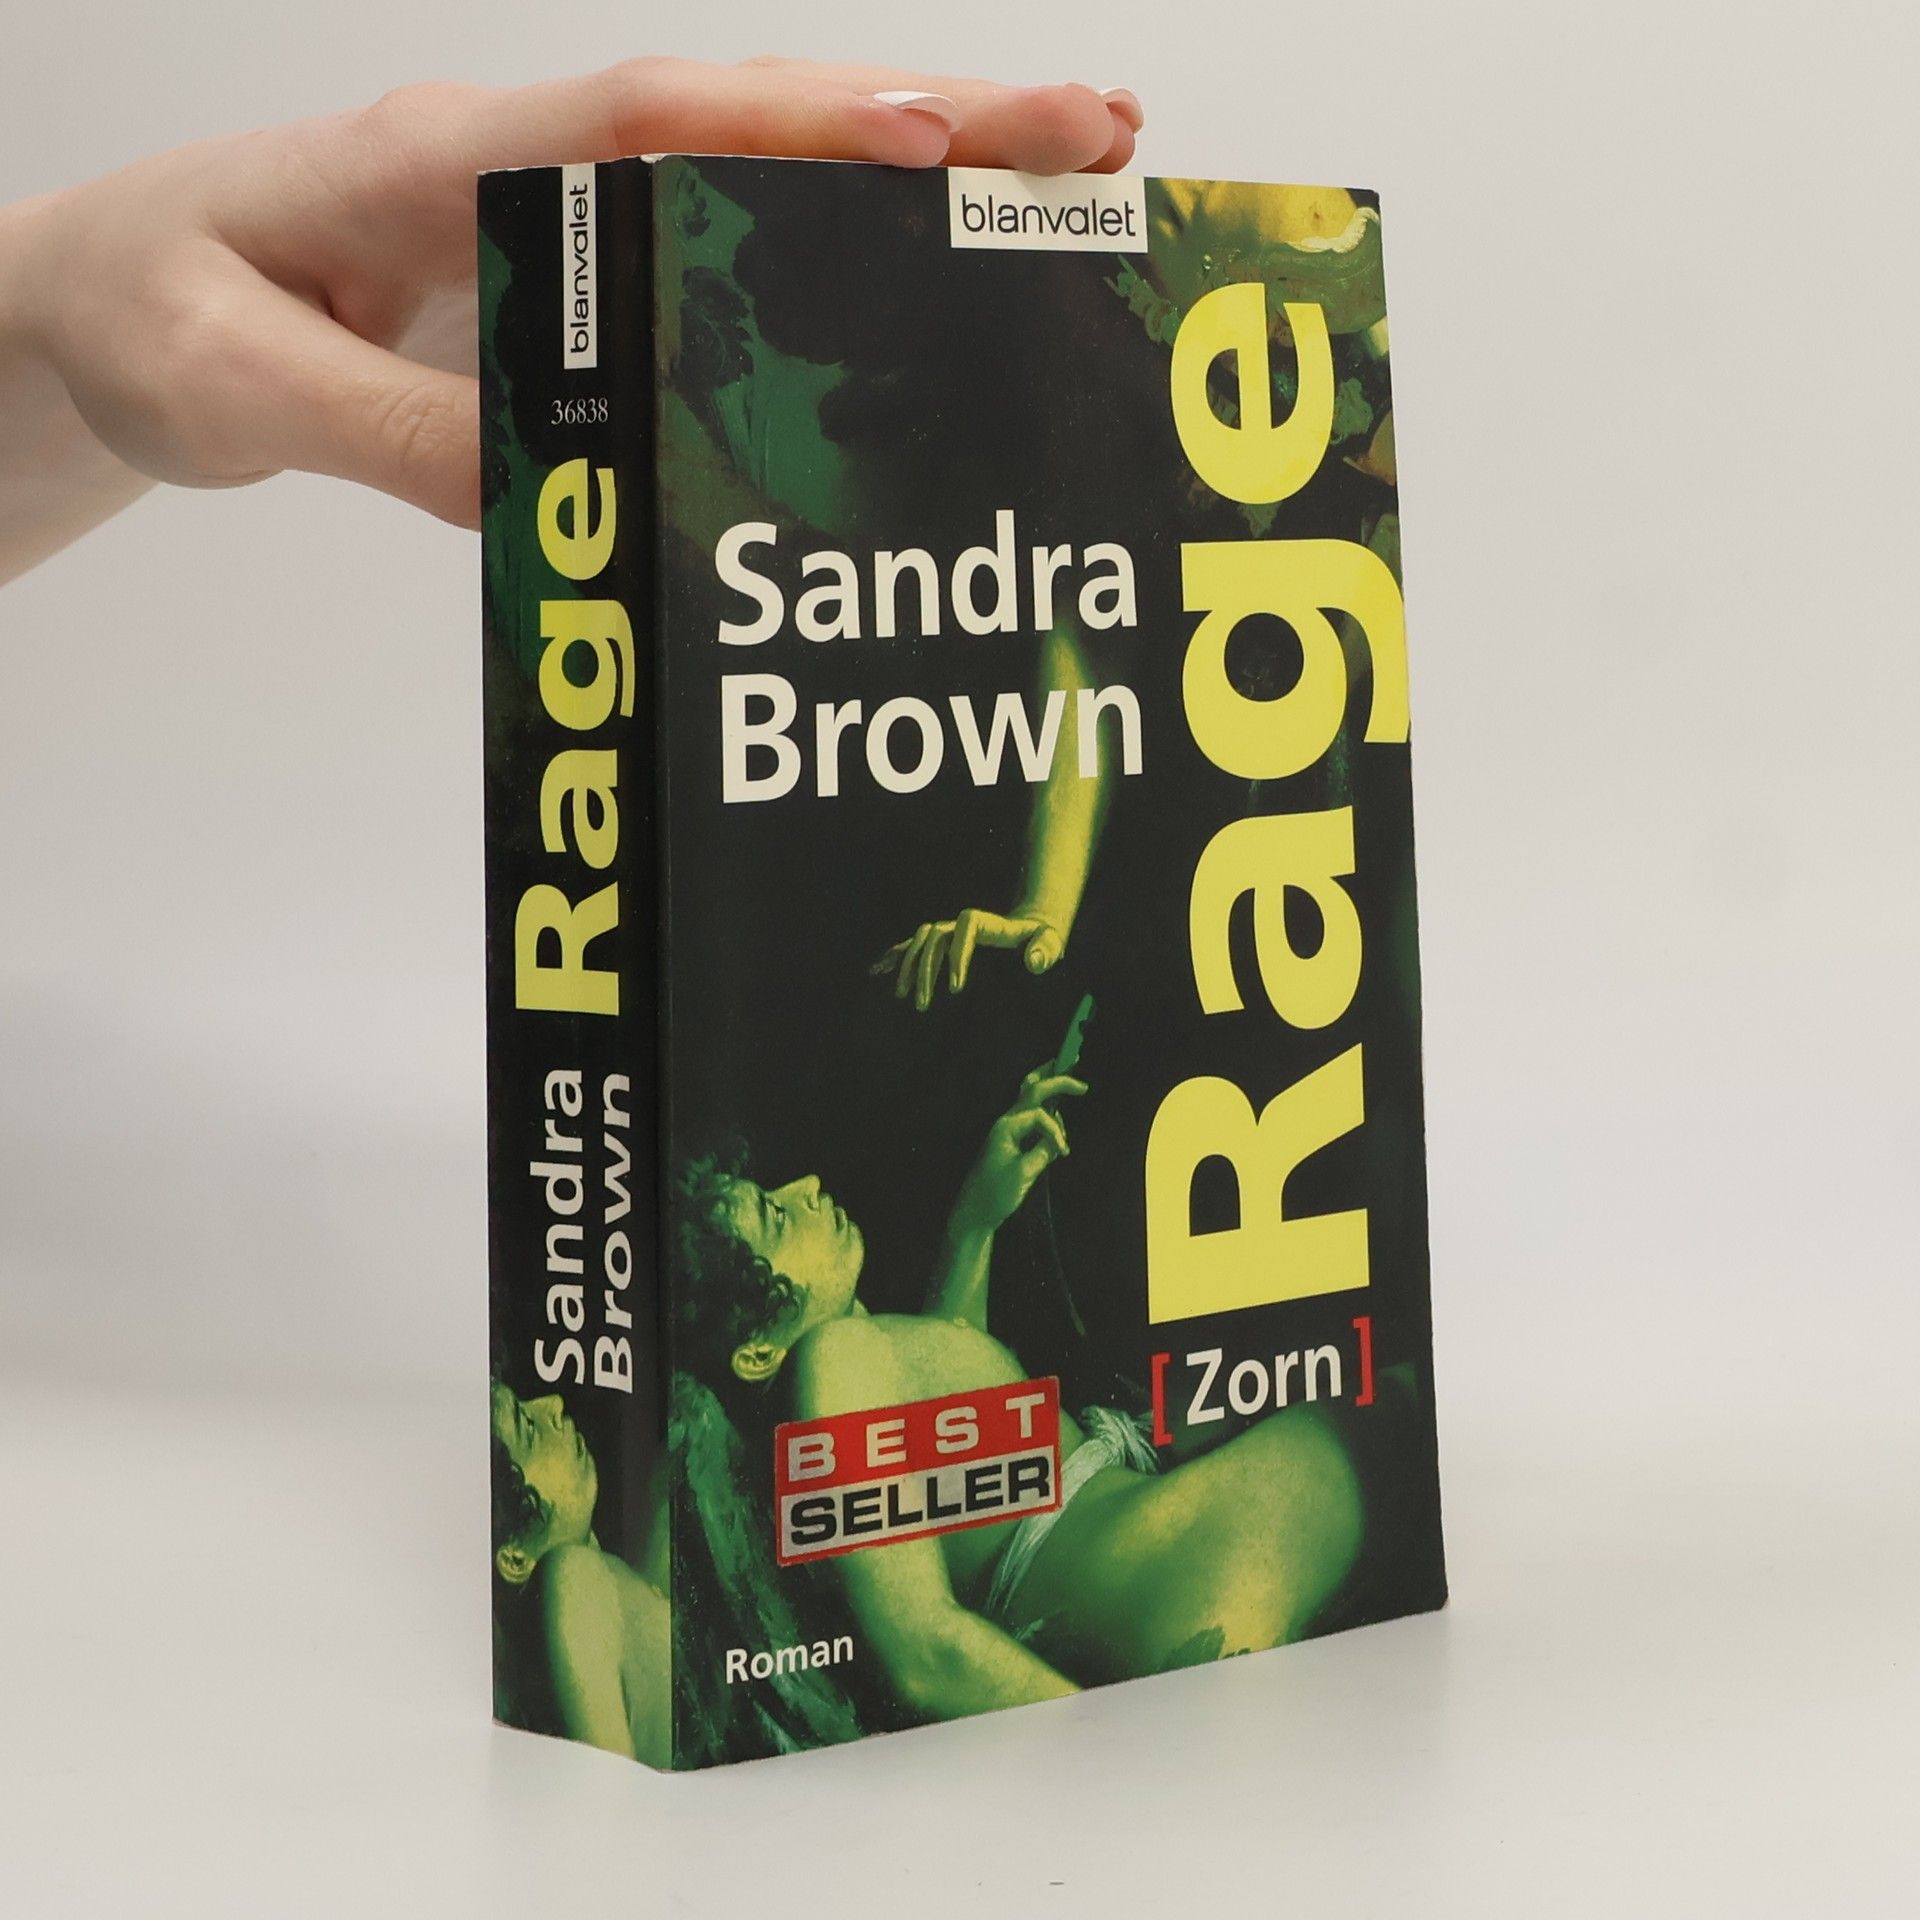 blanvalet
36838
Rage
Sandra
Brown
blanvalet
Sandra
Brown
Rage
[ Zorn ]
BEST
SELLER
Roman